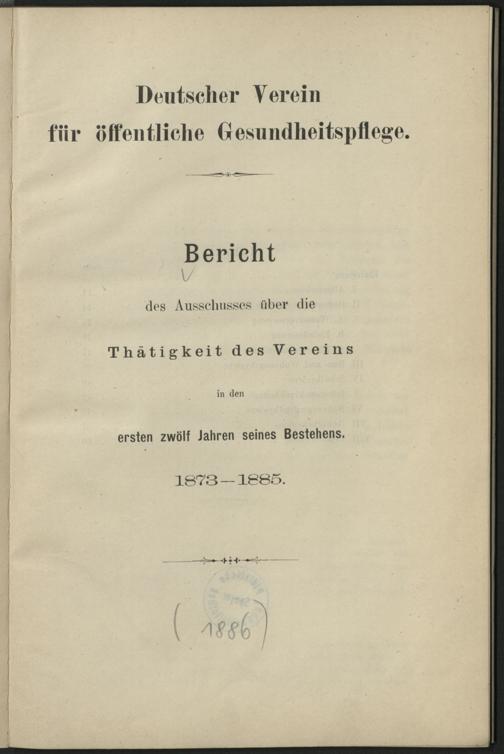 Deutscher Verein
für öffentliche Gesundheitspflege.
Bericht
des Ausschusses über die
Thätigkeit des Vereins
in den
ersten zwölf Jahren seines Bestehens.
1873—1885.
(1886)